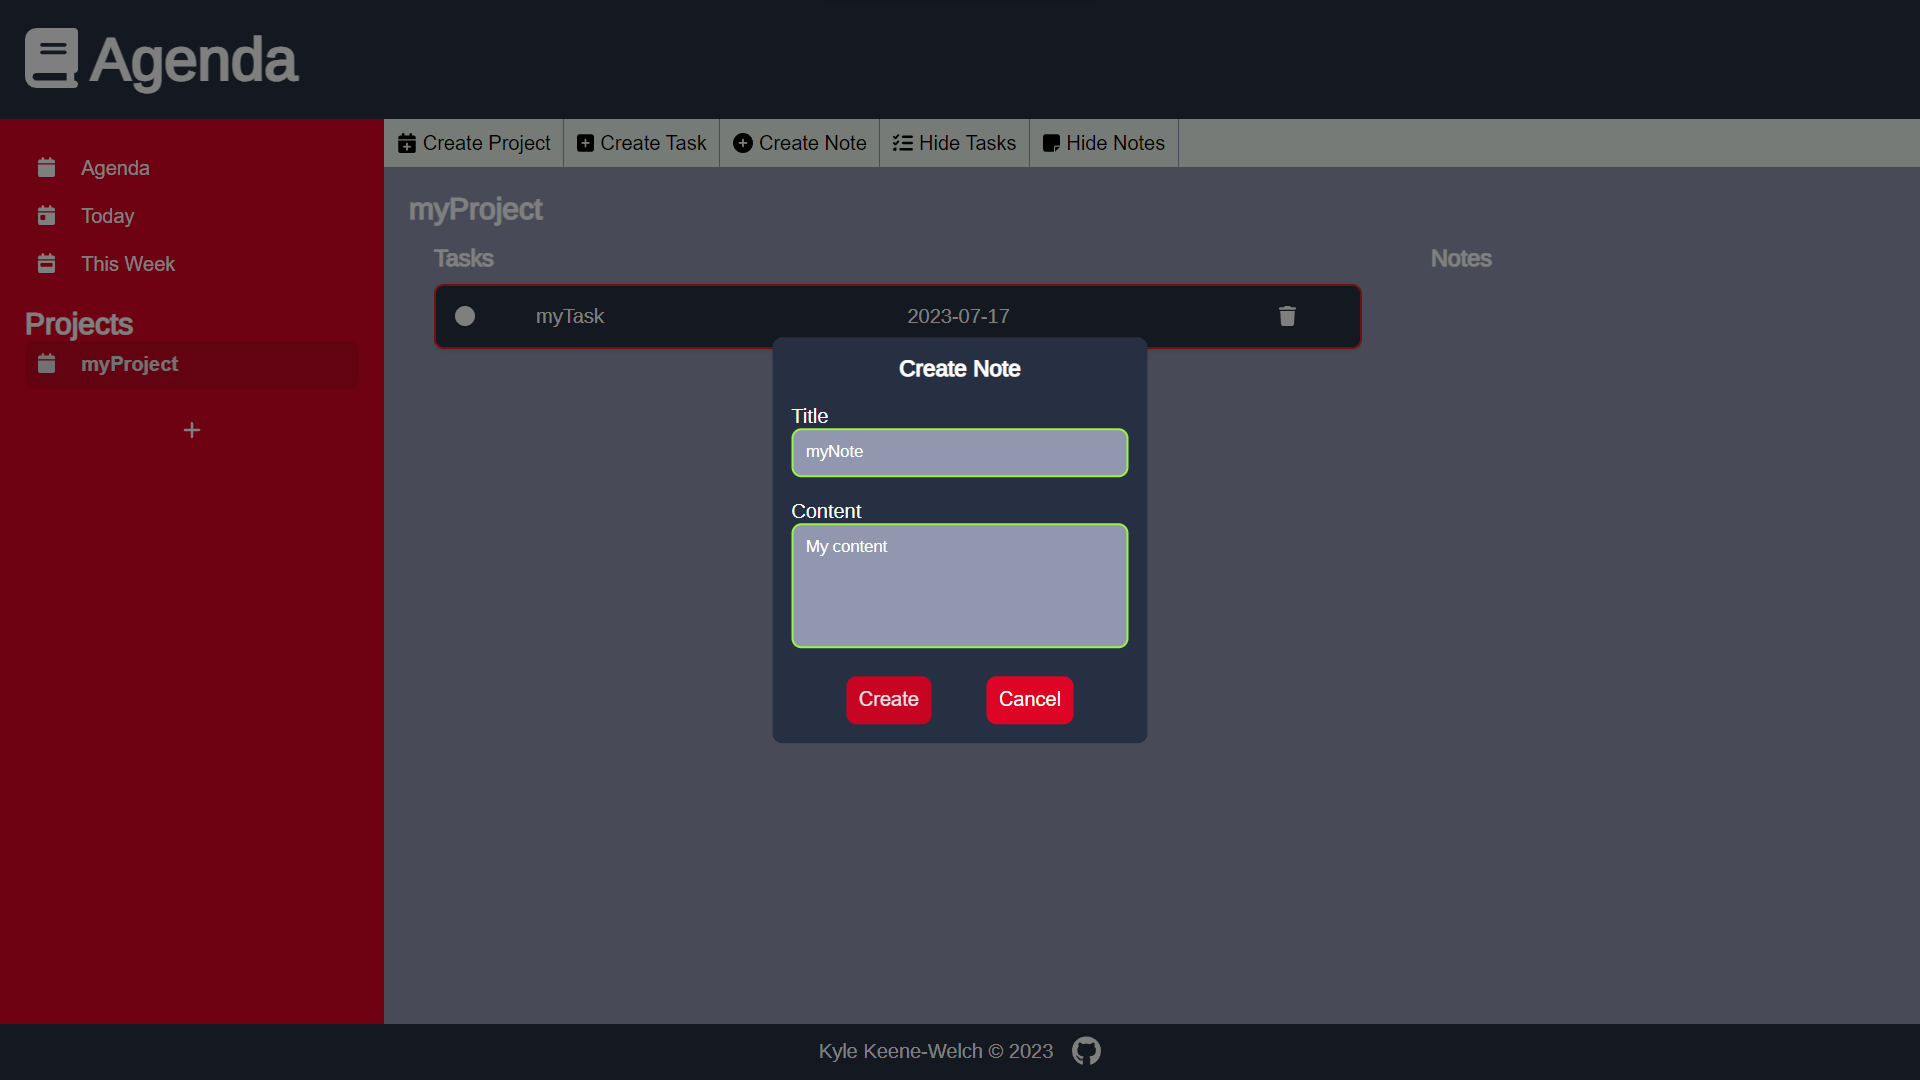 Agenda
Create Project
Create Task
Create Note
Hide Tasks
Hide Notes
Agenda
Today
This Week
Projects
myProject
myProject
Tasks
Notes
myTask 2023-07-17
Create Note
Title
myNote
Content
My content
Create Cancel
Kyle Keene-Welch © 2023